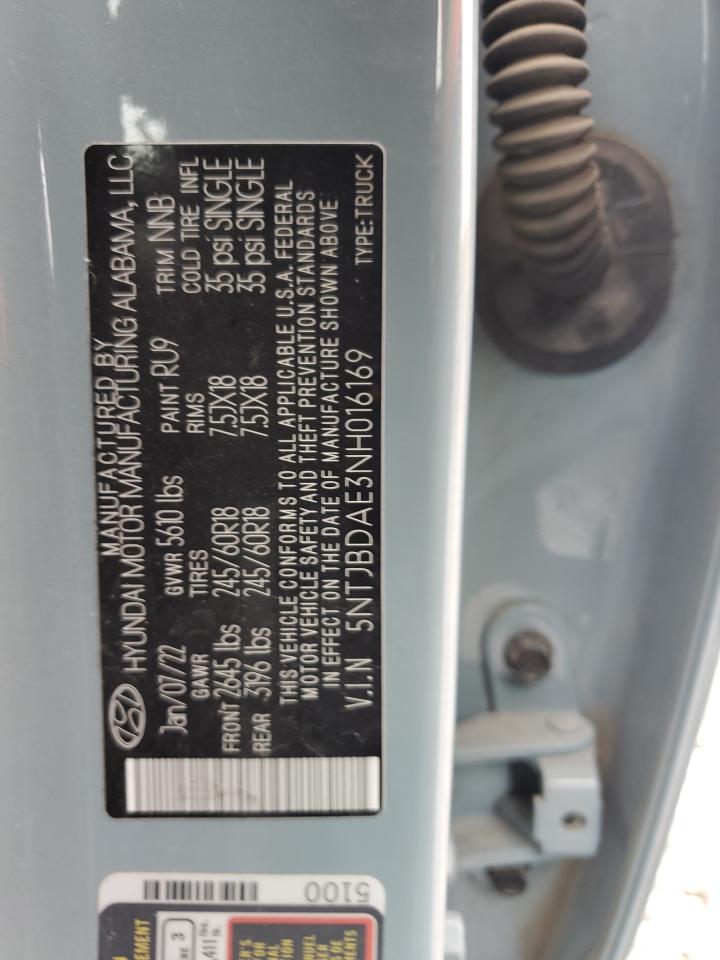 MANUFACTURED BY
HYUNDAI MOTOR MANUFACTURING ALABAMA, LLC
Jan/07/22 GVWR 5610 lbs PAINT RU9 TRIM NNB
GAWR TIRES RIMS COLD TIRE INFL
FRONT 2645 lbs 245/60R18 7.5JX18 35 psi SINGLE
REAR 3196 lbs 245/60R18 7.5JX18 35 psi SINGLE
THIS VEHICLE CONFORMS TO ALL APPLICABLE U.S.A. FEDERAL
MOTOR VEHICLE SAFETY AND THEFT PREVENTION STANDARDS
IN EFFECT ON THE DATE OF MANUFACTURE SHOWN ABOVE
V.I.N 5NTJBDAE3NH016169 TYPE:TRUCK
5100